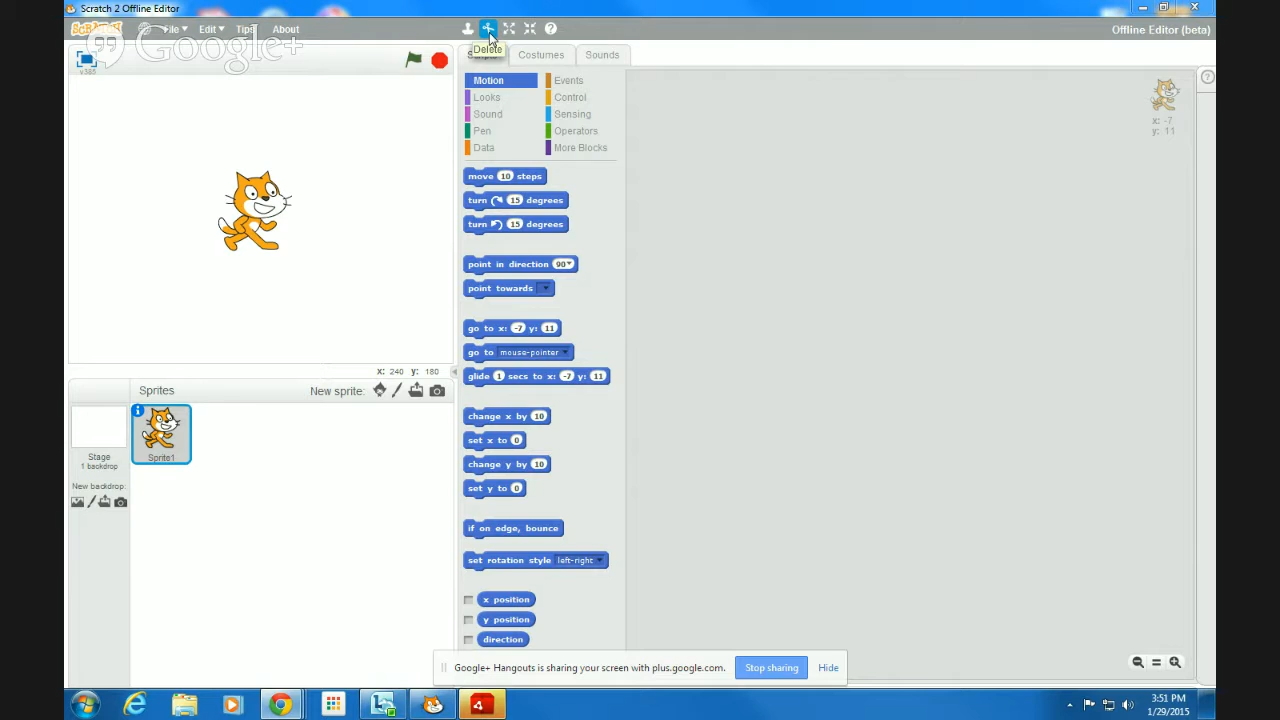 Scratch 2 Offline Editor
SCRATCH File Edit Tips About Offline Editor (beta)
Google+
Delete
v385
Scripts Costumes Sounds
Motion Events
Looks Control
Sound Sensing
Pen Operators
Data More Blocks
x: -7
y: 11
move 10 steps
turn 15 degrees
turn 15 degrees
point in direction 90
point towards
go to x: -7 y: 11
go to mouse-pointer
glide 1 secs to x: -7 y: 11
change x by 10
set x to 0
change y by 10
set y to 0
if on edge, bounce
set rotation style left-right
x position
y position
direction
x: 240 y: 180
Sprites New sprite:
Stage
1 backdrop
New backdrop:
Sprite1
Google+ Hangouts is sharing your screen with plus.google.com. Stop sharing Hide
3:51 PM
1/29/2015